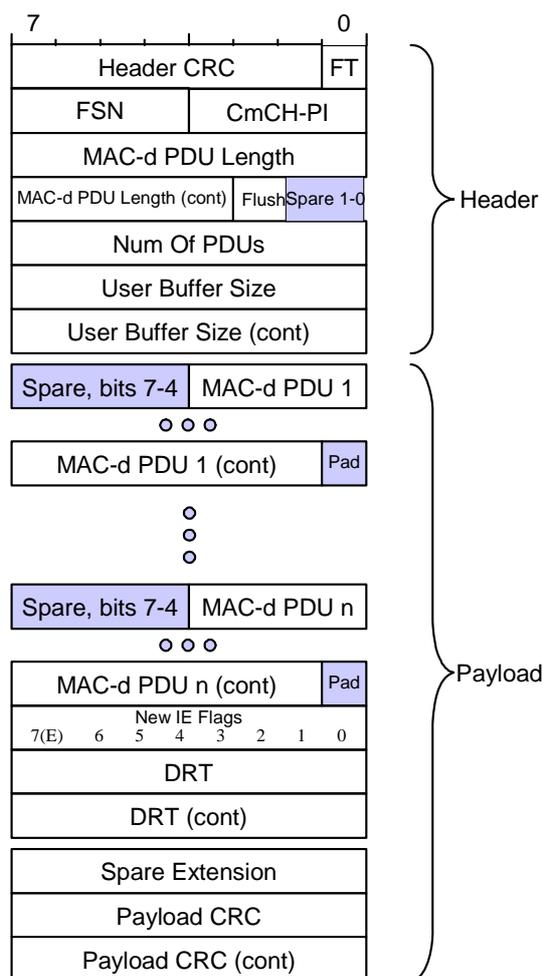 7 0
Header CRC FT
FSN CmCH-PI
MAC-d PDU Length
MAC-d PDU Length (cont) Flush Spare 1-0
Header
Num Of PDUs
User Buffer Size
User Buffer Size (cont)
Spare, bits 7-4 MAC-d PDU 1
MAC-d PDU 1 (cont) Pad
Spare, bits 7-4 MAC-d PDU n
Payload
MAC-d PDU n (cont) Pad
New IE Flags
7(E) 6 5 4 3 2 1 0
DRT
DRT (cont)
Spare Extension
Payload CRC
Payload CRC (cont)